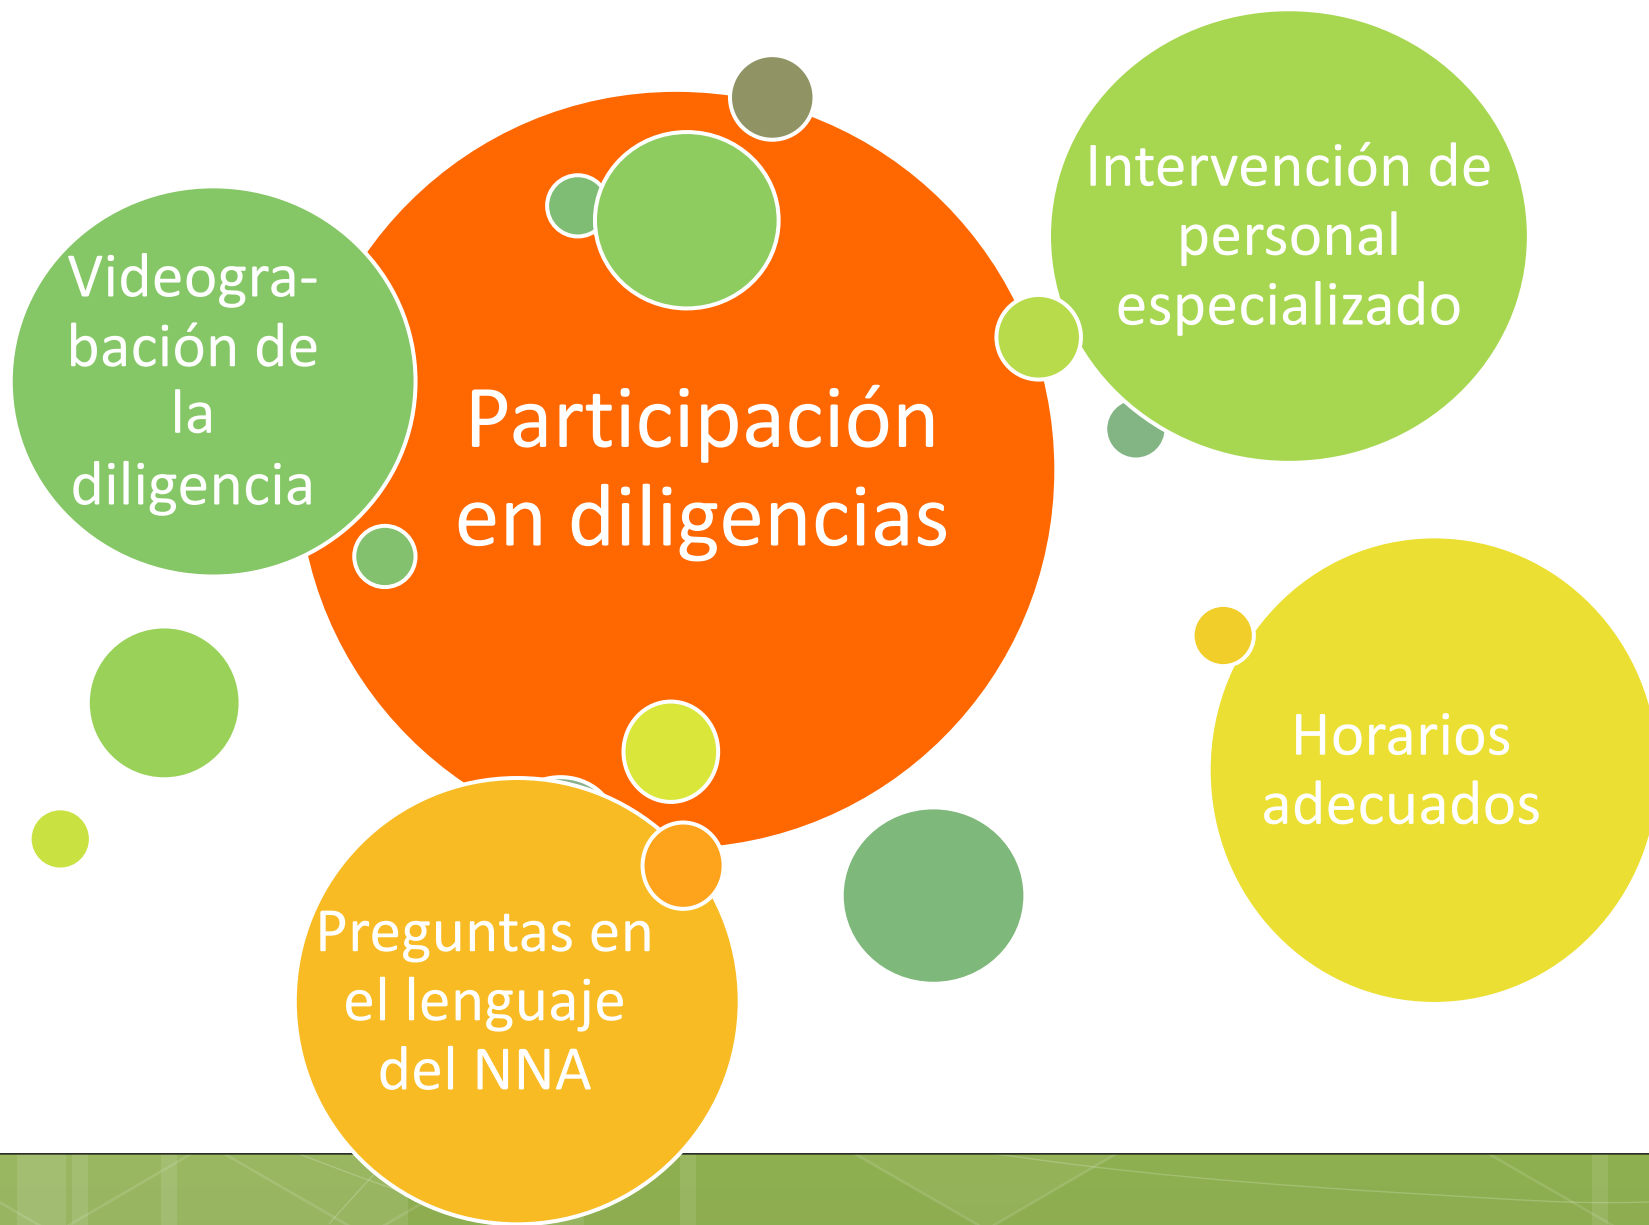 Participación
en diligencias
Videogra-
bación de
la
diligencia
Intervención de
personal
especializado
Horarios
adecuados
Preguntas en
el lenguaje
del NNA